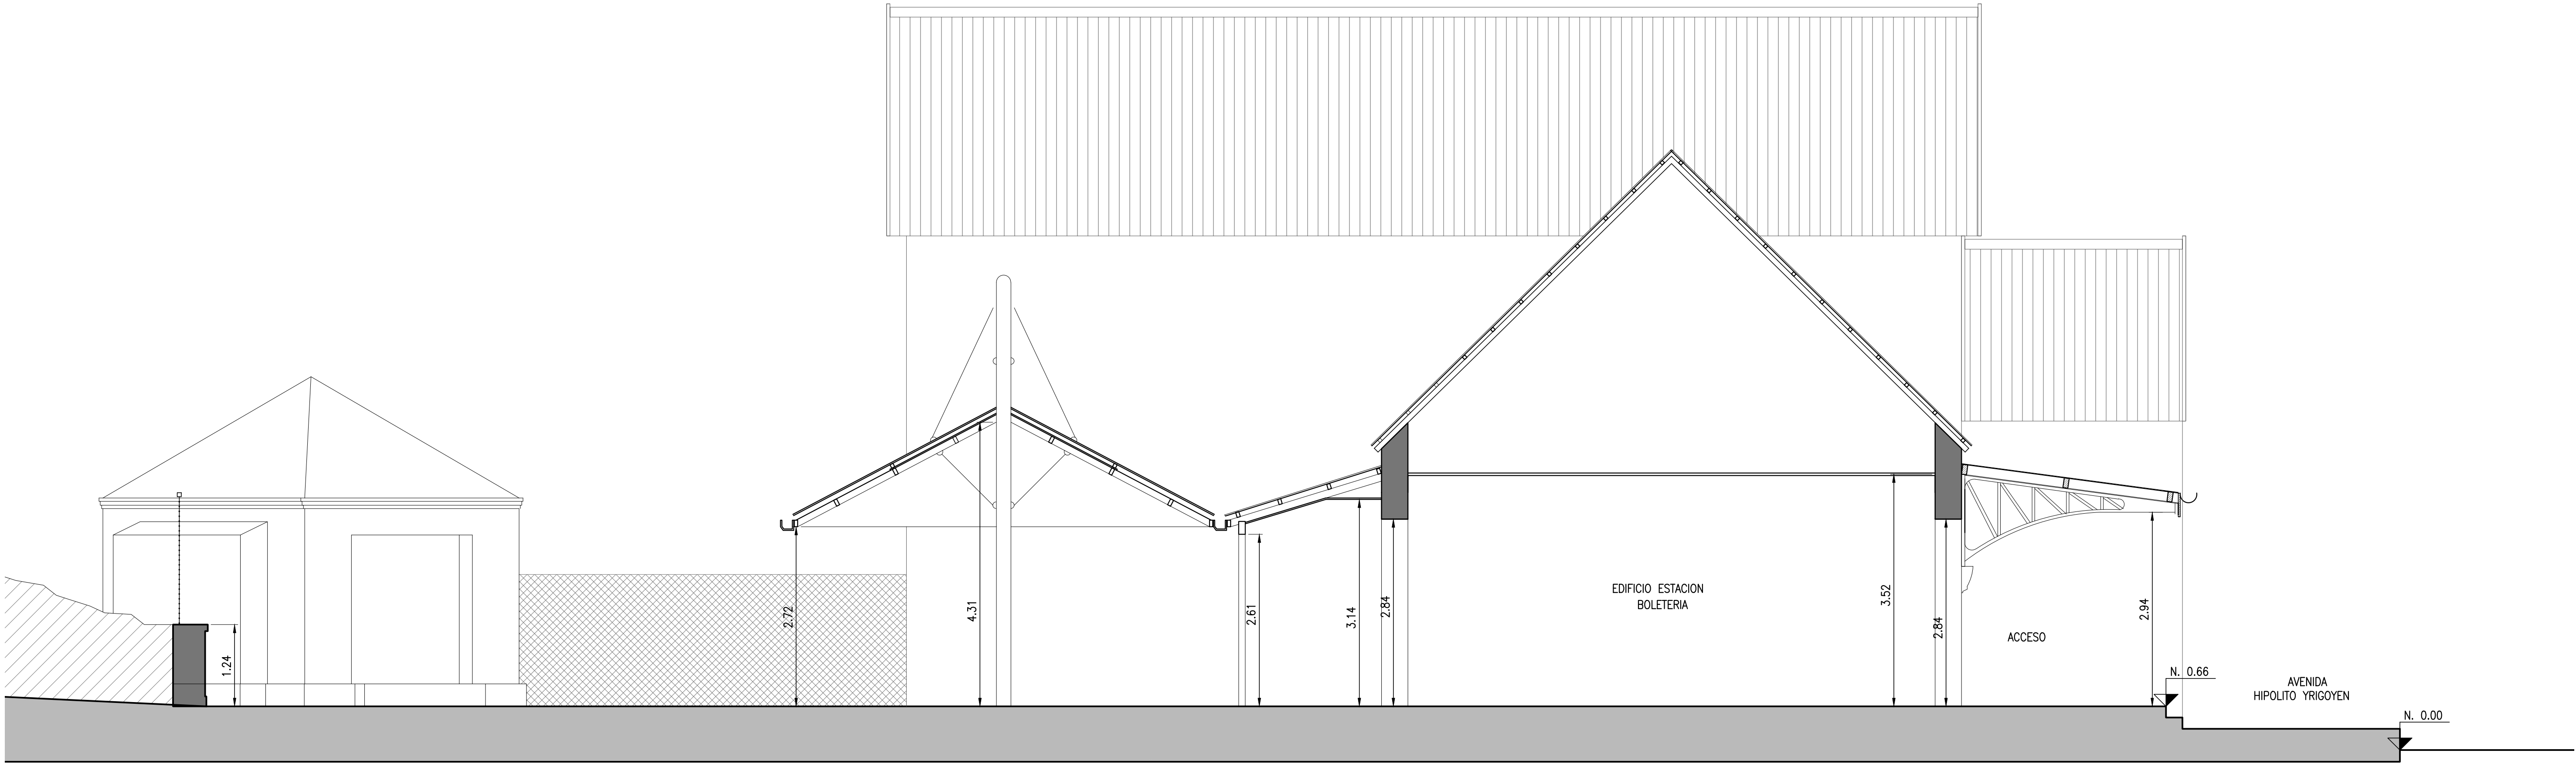 1.24
2.72
4.31
2.61
3.14
2.84
EDIFICIO ESTACION
BOLETERIA
3.52
2.84
ACCESO
2.94
N. 0.66
AVENIDA
HIPOLITO YRIGOYEN
N. 0.00